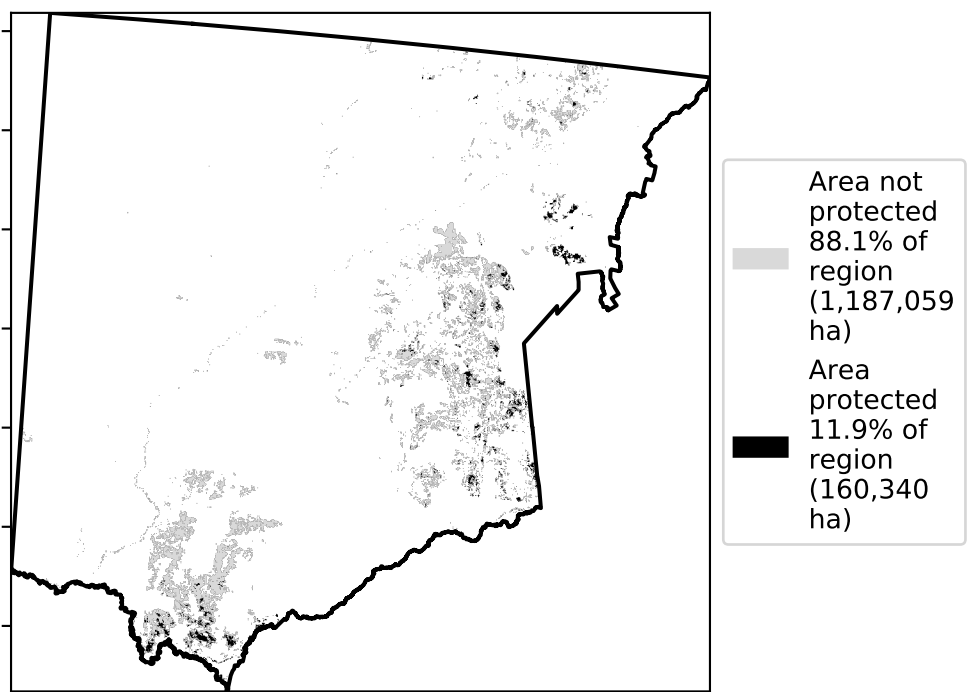 Area not
protected
88.1% of
region
(1,187,059
ha)
Area
protected
11.9% of
region
(160,340
ha)